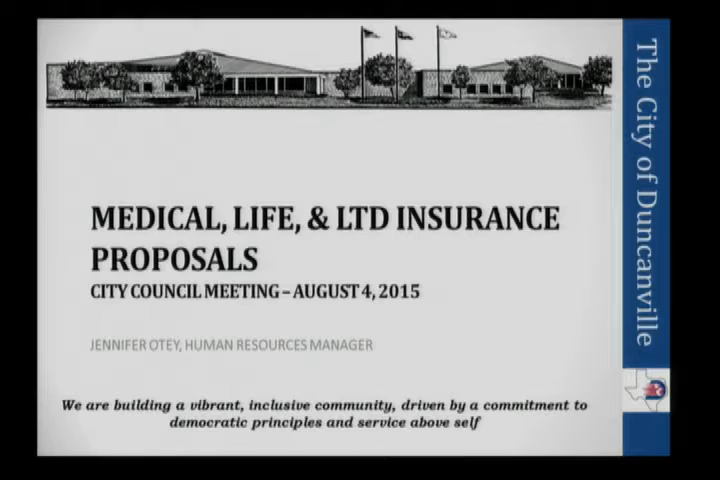 MEDICAL, LIFE, & LTD INSURANCE
PROPOSALS
CITY COUNCIL MEETING – AUGUST 4, 2015
JENNIFER OTEY, HUMAN RESOURCES MANAGER
We are building a vibrant, inclusive community, driven by a commitment to
democratic principles and service above self
The City of Duncanville